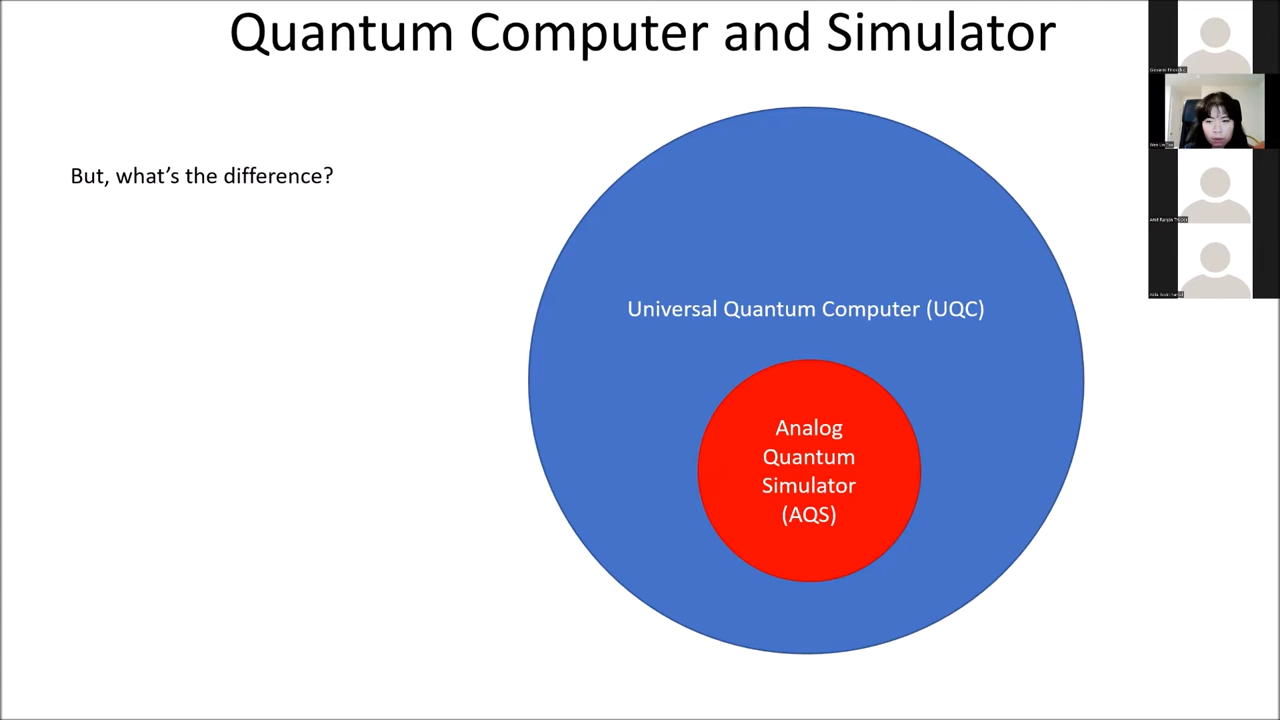 Quantum Computer and Simulator
But, what's the difference?
Universal Quantum Computer (UQC)
Analog
Quantum
Simulator
(AQS)